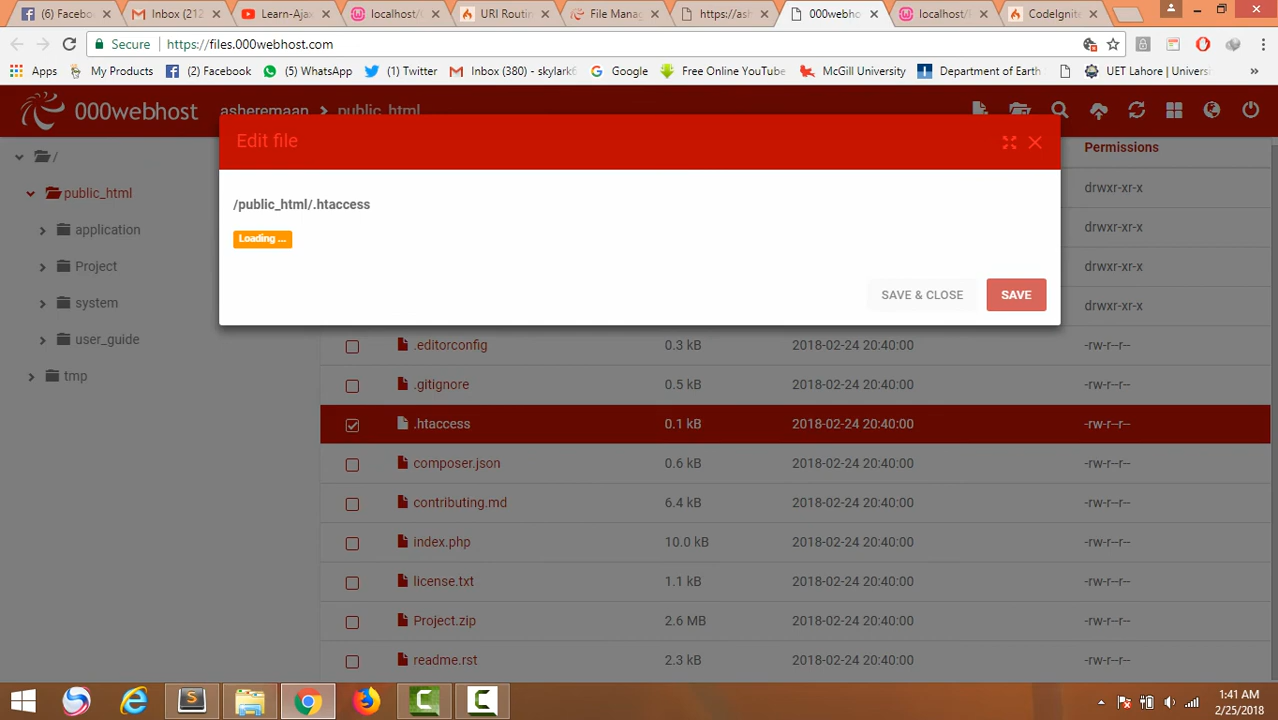 (6) Facebook
Inbox (212
Learn-Ajax
localhost/
URI Routin
File Manag
https://ash
000webho
localhost/
CodeIgnite
Secure https://files.000webhost.com
Apps My Products (2) Facebook (5) WhatsApp (1) Twitter Inbox (380) - skylark6 Google Free Online YouTube McGill University Department of Earth UET Lahore | Univers »
000webhost asheremaan > public_html
Edit file
Permissions
/
public_html
application
Project
system
user_guide
tmp
/public_html/.htaccess
Loading ...
SAVE & CLOSE SAVE
drwxr-xr-x
drwxr-xr-x
drwxr-xr-x
drwxr-xr-x
.editorconfig 0.3 kB 2018-02-24 20:40:00 -rw-r--r--
.gitignore 0.5 kB 2018-02-24 20:40:00 -rw-r--r--
.htaccess 0.1 kB 2018-02-24 20:40:00 -rw-r--r--
composer.json 0.6 kB 2018-02-24 20:40:00 -rw-r--r--
contributing.md 6.4 kB 2018-02-24 20:40:00 -rw-r--r--
index.php 10.0 kB 2018-02-24 20:40:00 -rw-r--r--
license.txt 1.1 kB 2018-02-24 20:40:00 -rw-r--r--
Project.zip 2.6 MB 2018-02-24 20:40:00 -rw-r--r--
readme.rst 2.3 kB 2018-02-24 20:40:00 -rw-r--r--
1:41 AM
2/25/2018